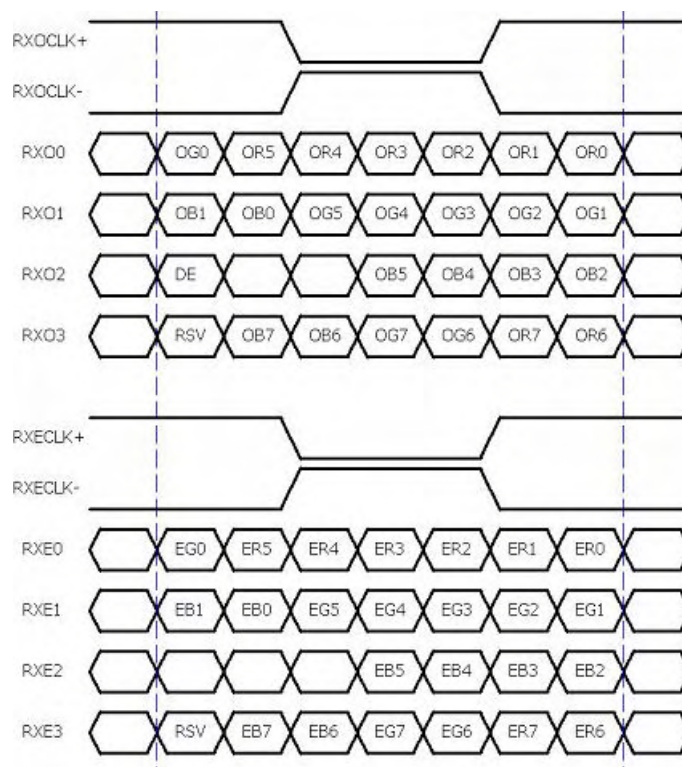 RXOCLK+
RXOCLK-
RXO0 OG0 OR5 OR4 OR3 OR2 OR1 OR0
RXO1 OB1 OB0 OG5 OG4 OG3 OG2 OG1
RXO2 DE OB5 OB4 OB3 OB2
RXO3 RSV OB7 OB6 OG7 OG6 OR7 OR6
RXECLK+
RXECLK-
RXE0 EG0 ER5 ER4 ER3 ER2 ER1 ER0
RXE1 EB1 EB0 EG5 EG4 EG3 EG2 EG1
RXE2 EB5 EB4 EB3 EB2
RXE3 RSV EB7 EB6 EG7 EG6 ER7 ER6